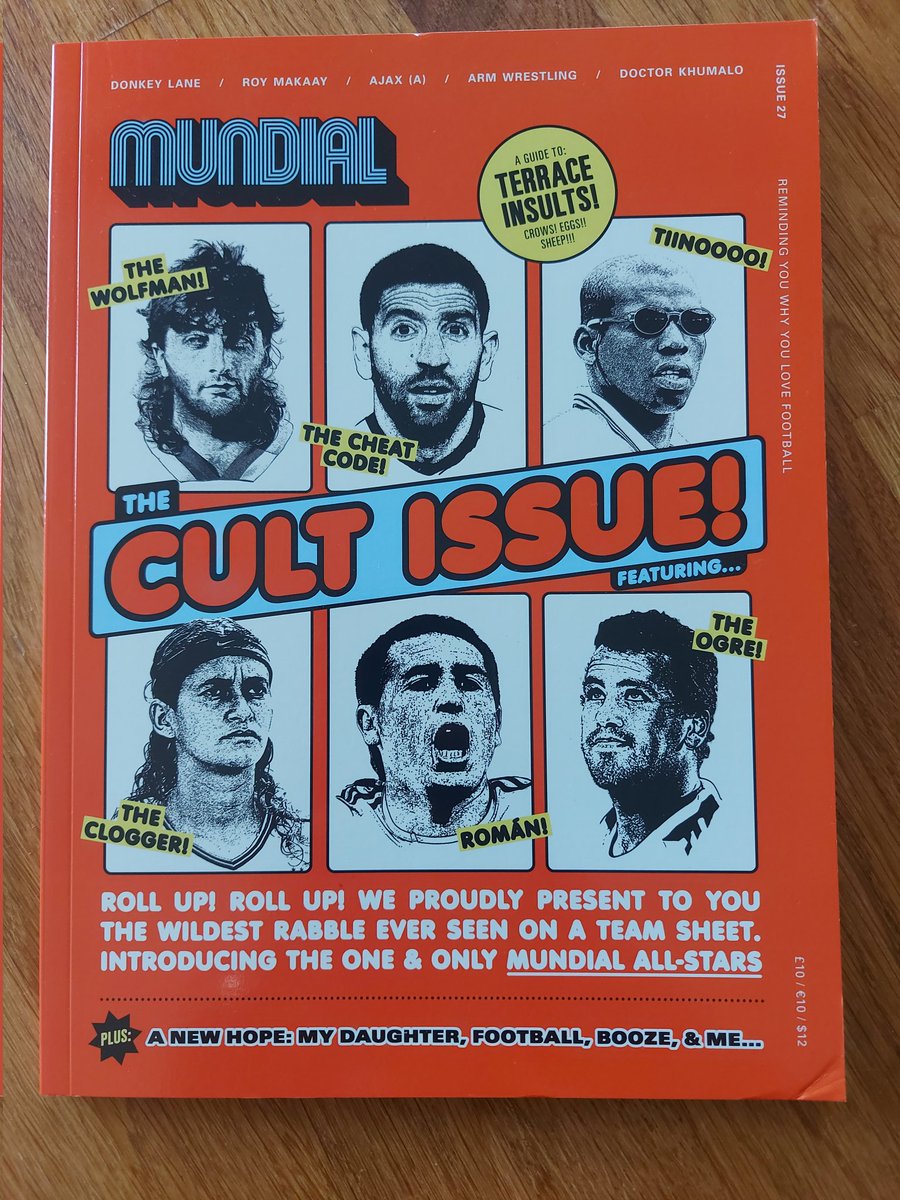 DONKEY LANE / ROY MAKAAY / AJAX (A) / ARM WRESTLING / DOCTOR KHUMALO
ISSUE 27
REMINDING YOU WHY YOU LOVE FOOTBALL
MUNDIAL
A GUIDE TO:
TERRACE
INSULTS!
CROWS! EGGS!!
SHEEP!!!
THE
WOLFMAN!
THE CHEAT
CODE!
TIINOOOO!
THE
CULT ISSUE!
FEATURING...
THE
CLOGGER!
ROMÁN!
THE
OGRE!
ROLL UP! ROLL UP! WE PROUDLY PRESENT TO YOU
THE WILDEST RABBLE EVER SEEN ON A TEAM SHEET.
INTRODUCING THE ONE & ONLY MUNDIAL ALL-STARS
PLUS:
A NEW HOPE: MY DAUGHTER, FOOTBALL, BOOZE, & ME...
£10 / €10 / $12